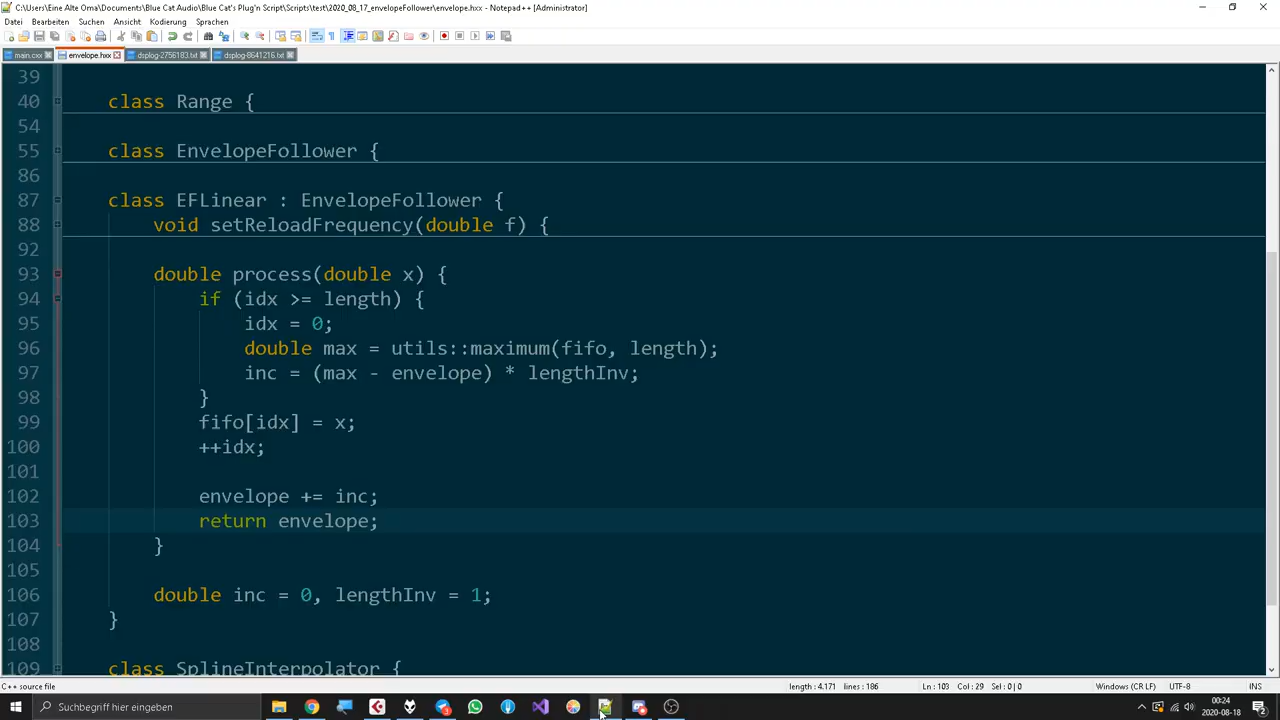 C:\Users\Eine Alte Oma\Documents\Blue Cat Audio\Blue Cat's Plug'n Script\Scripts\test\2020_08_17_envelopeFollower\envelope.hxx - Notepad++ [Administrator]
Datei Bearbeiten Suchen Ansicht Kodierung Sprachen
main.cxx envelope.hxx dsplog-2756183.txt dsplog-8641216.txt
39
40 class Range {
54
55 class EnvelopeFollower {
86
87 class EFLinear : EnvelopeFollower {
88 void setReloadFrequency(double f) {
92
93 double process(double x) {
94 if (idx >= length) {
95 idx = 0;
96 double max = utils::maximum(fifo, length);
97 inc = (max - envelope) * lengthInv;
98 }
99 fifo[idx] = x;
100 ++idx;
101
102 envelope += inc;
103 return envelope;
104 }
105
106 double inc = 0, lengthInv = 1;
107 }
108
109 class SplineInterpolator {
C++ source file length : 4.171 lines : 186 Ln : 103 Col : 29 Sel : 0 | 0 Windows (CR LF) UTF-8 INS
Suchbegriff hier eingeben 00:24
2020-08-18
2